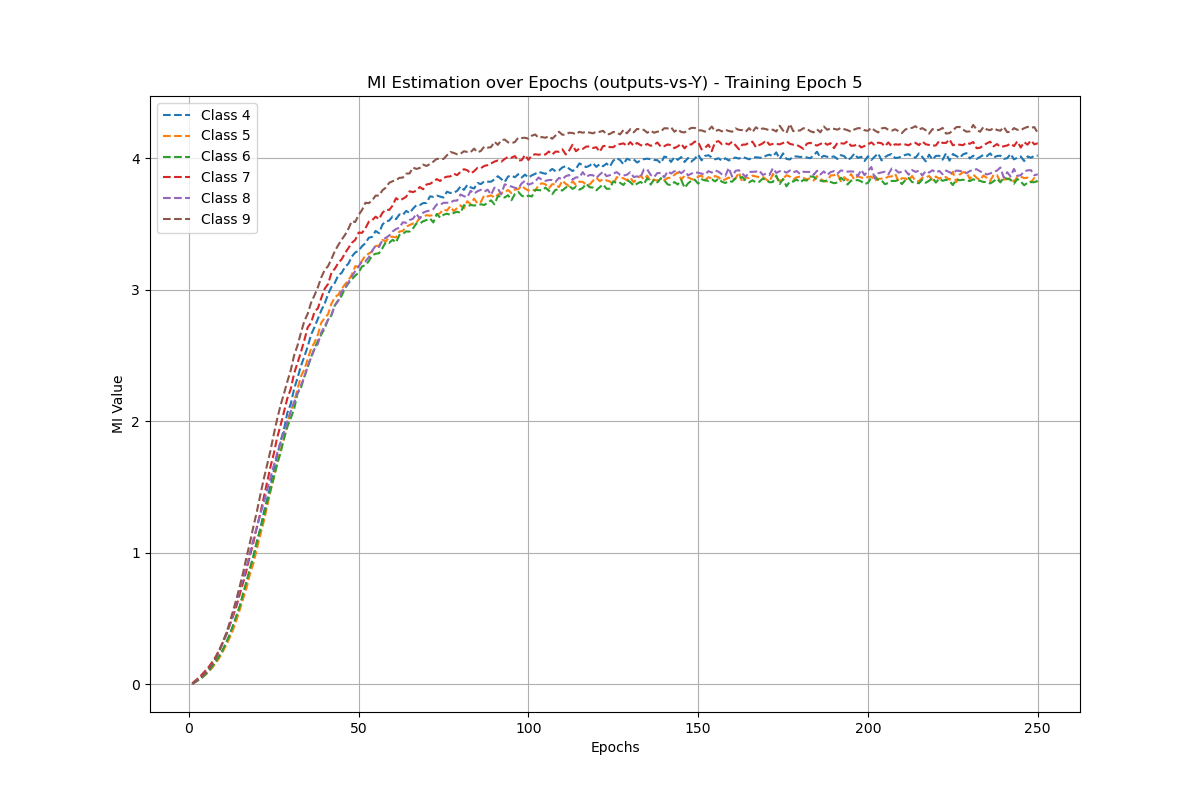 MI Estimation over Epochs (outputs-vs-Y) - Training Epoch 5
Class 4
Class 5
Class 6
Class 7
Class 8
Class 9
MI Value
4
3
2
1
0
0 50 100 150 200 250
Epochs